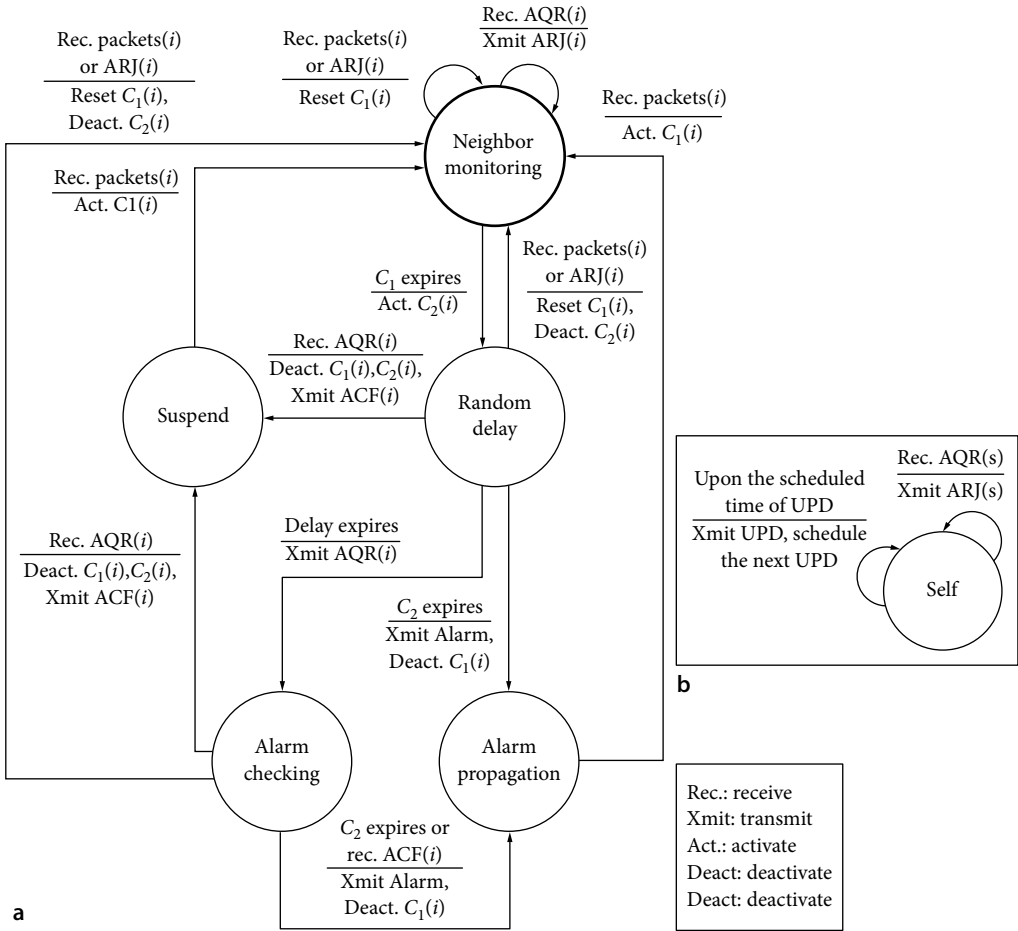 Rec. AQR(i)
Xmit ARJ(i)
Rec. packets(i)
or ARJ(i)
Reset C1(i),
Deact. C2(i)
Rec. packets(i)
or ARJ(i)
Reset C1(i)
Rec. packets(i)
Act. C1(i)
Neighbor
monitoring
Rec. packets(i)
Act. C1(i)
C1 expires
Act. C2(i)
Rec. packets(i)
or ARJ(i)
Reset C1(i),
Deact. C2(i)
Rec. AQR(i)
Deact. C1(i),C2(i),
Xmit ACF(i)
Suspend
Random
delay
Rec. AQR(i)
Deact. C1(i),C2(i),
Xmit ACF(i)
Delay expires
Xmit AQR(i)
C2 expires
Xmit Alarm,
Deact. C1(i)
Alarm
checking
Alarm
propagation
C2 expires or
rec. ACF(i)
Xmit Alarm,
Deact. C1(i)
a
Upon the scheduled
time of UPD
Xmit UPD, schedule
the next UPD
Rec. AQR(s)
Xmit ARJ(s)
Self
b
Rec.: receive
Xmit: transmit
Act.: activate
Deact: deactivate
Deact: deactivate